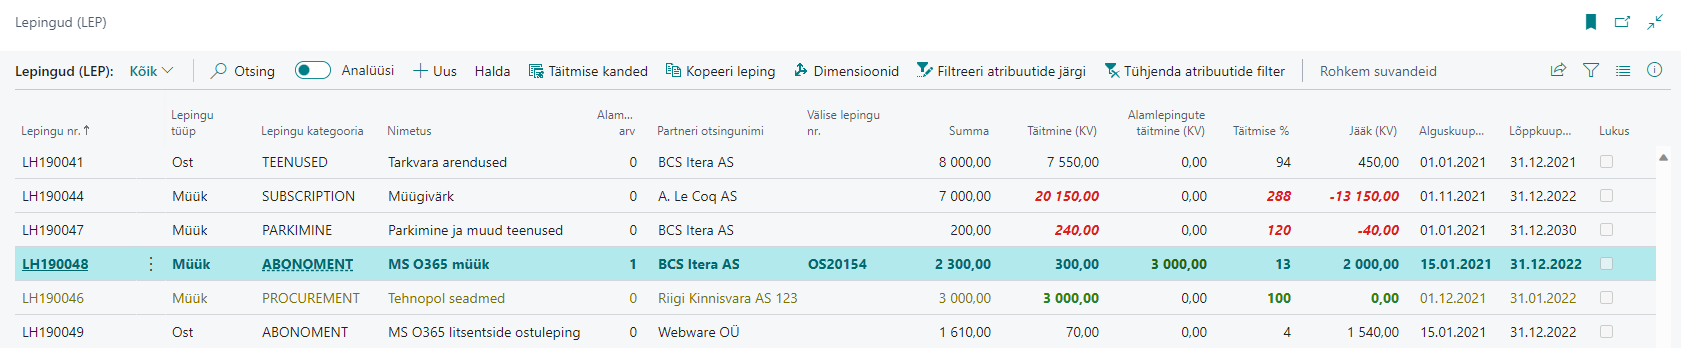 Lepingud (LEP)
Lepingud (LEP): Kõik Otsing Analüüsi Uus Halda Täitmise kanded Kopeeri leping Dimensioonid Filtreeri atribuutide järgi Tühjenda atribuutide filter Rohkem suvandeid
Lepingu nr. ↑ Lepingu tüüp Lepingu kategooria Nimetus Alam... arv Partneri otsingunimi Välise lepingu nr. Summa Täitmine (KV) Alamlepingute täitmine (KV) Täitmise % Jääk (KV) Alguskuup... Lõppkuup... Lukus
LH190041 Ost TEENUSED Tarkvara arendused 0 BCS Itera AS 8 000,00 7 550,00 0,00 94 450,00 01.01.2021 31.12.2021
LH190044 Müük SUBSCRIPTION Müügivärk 0 A. Le Coq AS 7 000,00 20 150,00 0,00 288 -13 150,00 01.11.2021 31.12.2022
LH190047 Müük PARKIMINE Parkimine ja muud teenused 0 BCS Itera AS 200,00 240,00 0,00 120 -40,00 01.01.2021 31.12.2030
LH190048 Müük ABONOMENT MS O365 müük 1 BCS Itera AS OS20154 2 300,00 300,00 3 000,00 13 2 000,00 15.01.2021 31.12.2022
LH190046 Müük PROCUREMENT Tehnopol seadmed 0 Riigi Kinnisvara AS 123 3 000,00 3 000,00 0,00 100 0,00 01.12.2021 31.01.2022
LH190049 Ost ABONOMENT MS O365 litsentside ostuleping 0 Webware OÜ 1 610,00 70,00 0,00 4 1 540,00 15.01.2021 31.12.2022